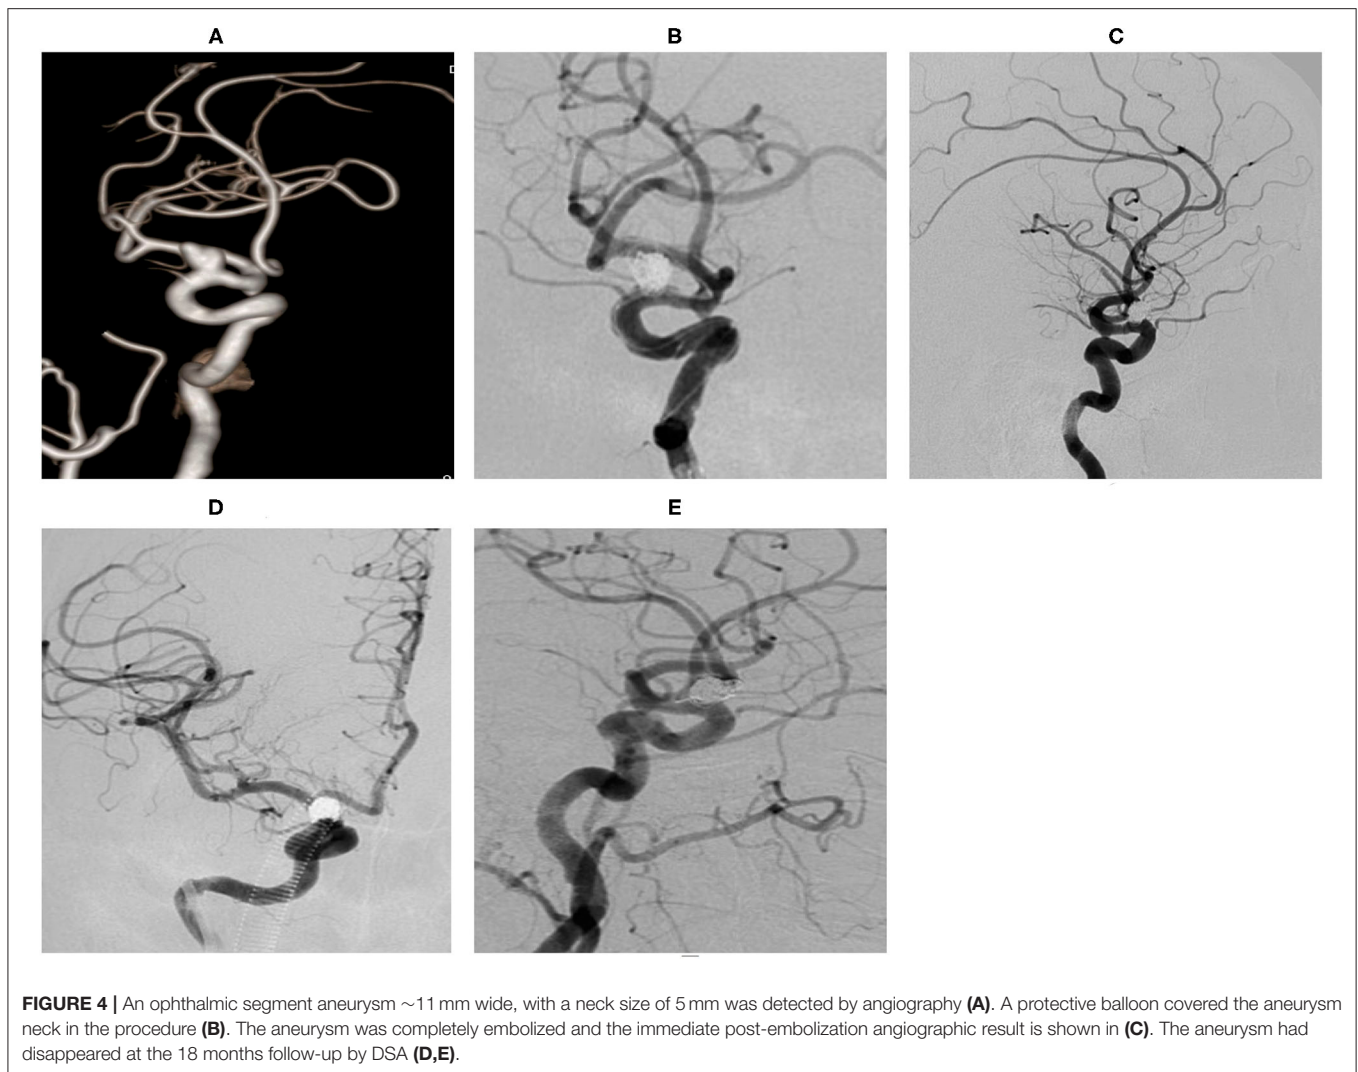 A
B
C
D
E
FIGURE 4 | An ophthalmic segment aneurysm ∼11 mm wide, with a neck size of 5 mm was detected by angiography (A). A protective balloon covered the aneurysm
neck in the procedure (B). The aneurysm was completely embolized and the immediate post-embolization angiographic result is shown in (C). The aneurysm had
disappeared at the 18 months follow-up by DSA (D,E).